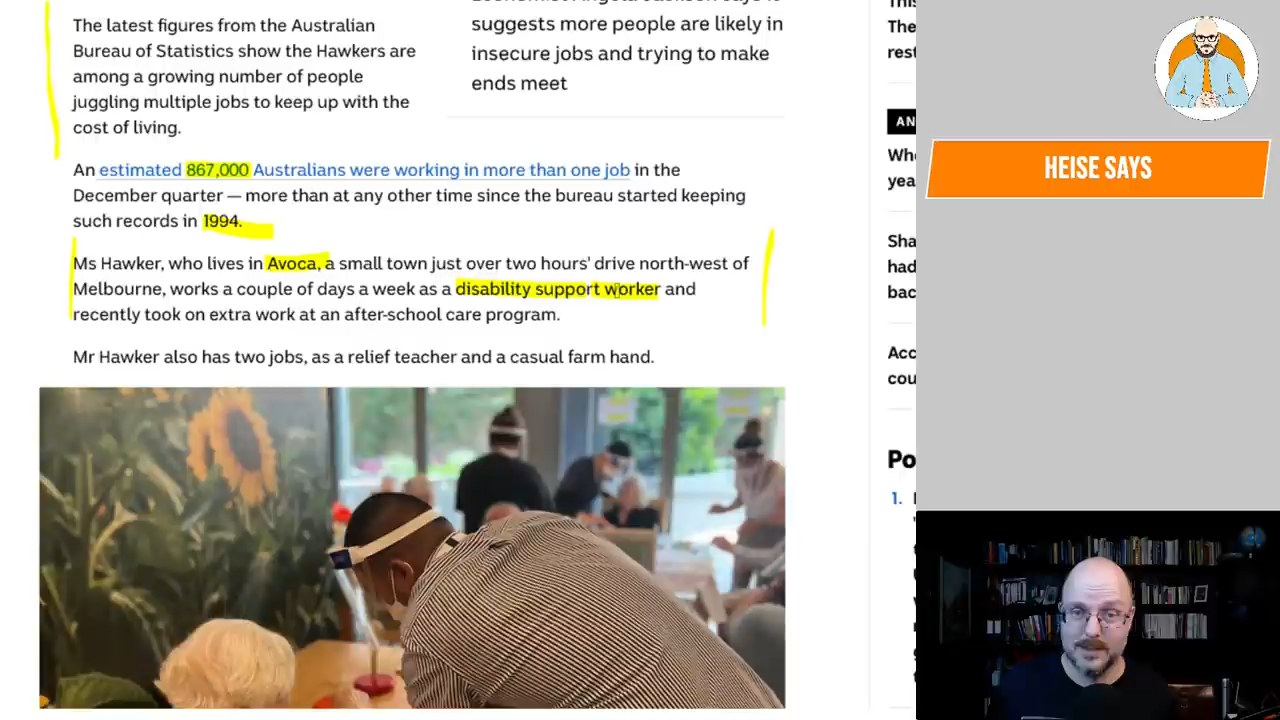 The latest figures from the Australian
Bureau of Statistics show the Hawkers are
among a growing number of people
juggling multiple jobs to keep up with the
cost of living.
suggests more people are likely in
insecure jobs and trying to make
ends meet
An estimated 867,000 Australians were working in more than one job in the
December quarter — more than at any other time since the bureau started keeping
such records in 1994.
Ms Hawker, who lives in Avoca, a small town just over two hours' drive north-west of
Melbourne, works a couple of days a week as a disability support worker and
recently took on extra work at an after-school care program.
Mr Hawker also has two jobs, as a relief teacher and a casual farm hand.
The
rest
AN
Whe
yea
Sha
had
bac
Acc
cou
Po
1.
HEISE SAYS